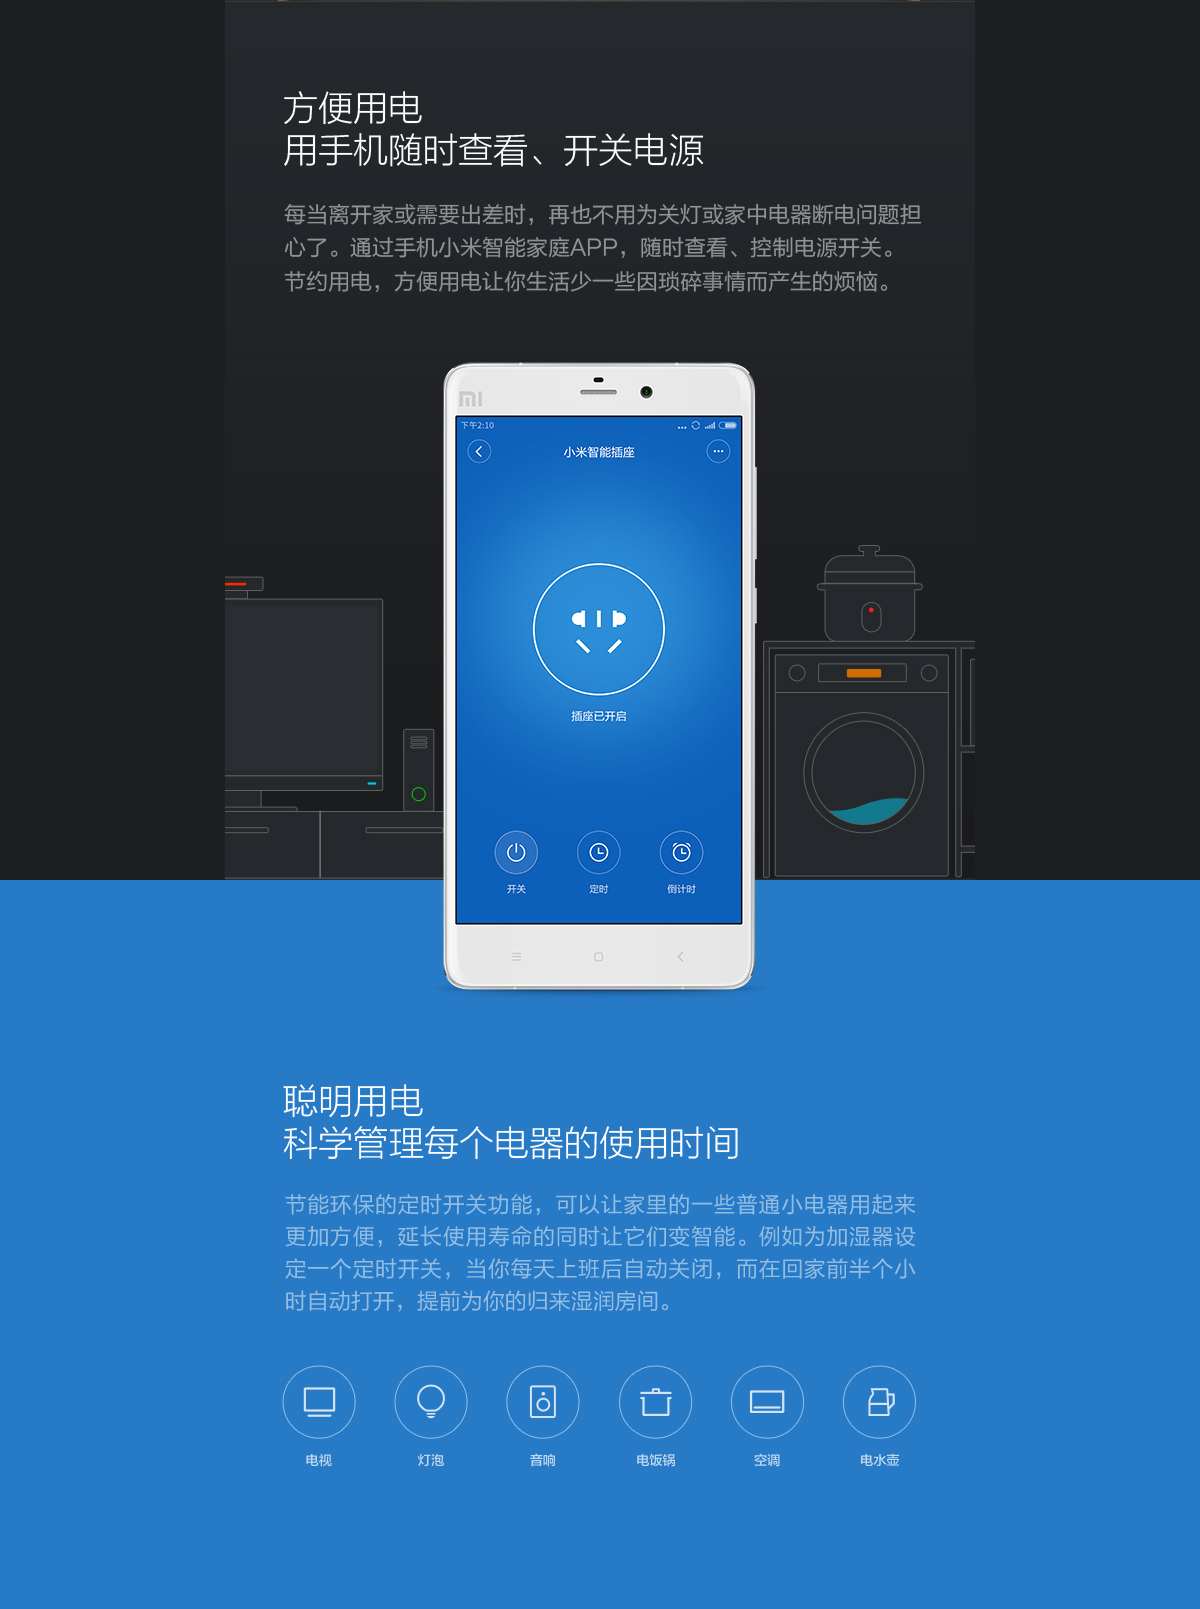 方便用电
用手机随时查看、开关电源
每当离开家或需要出差时，再也不用为关灯或家中电器断电问题担
心了。通过手机小米智能家庭APP，随时查看、控制电源开关。
节约用电，方便用电让你生活少一些因琐碎事情而产生的烦恼。
MI
下午2:10
小米智能插座
插座已开启
开关
定时
倒计时
聪明用电
科学管理每个电器的使用时间
节能环保的定时开关功能，可以让家里的一些普通小电器用起来
更加方便，延长使用寿命的同时让它们变智能。例如为加湿器设
定一个定时开关，当你每天上班后自动关闭，而在回家前半个小
时自动打开，提前为你的归来湿润房间。
电视
灯泡
音响
电饭锅
空调
电水壶